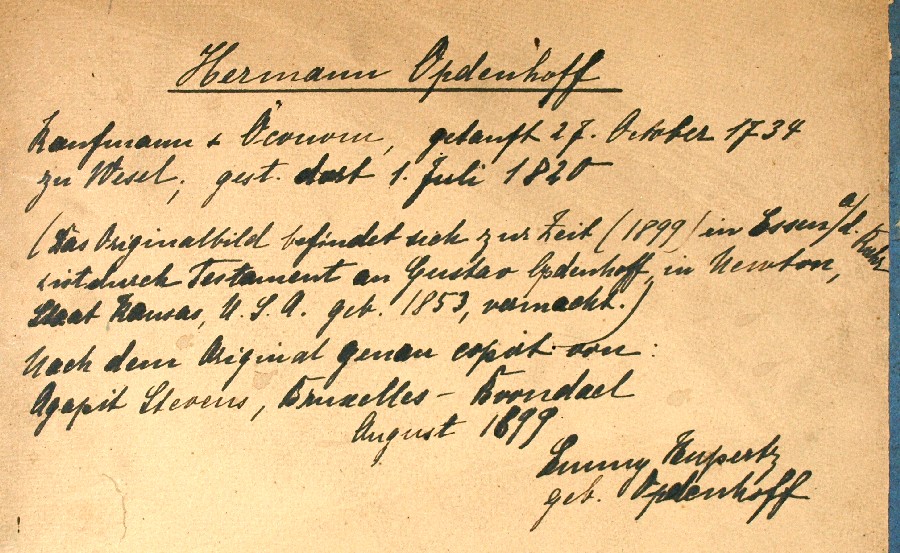 Hermann Opdenhoff
Kaufmann + Öconom, getauft 27. October 1734
zu Wesel; gest. dort 1. Juli 1820
(Das Originalbild befindet sich zur Zeit (1899) in Essen a/d. Ruhr
u. ist durch Testament an Gustav Opdenhoff, in Newton,
Staat Kansas, U. S. A. geb. 1853, vermacht.)
Nach dem Original genau copirt von:
Agapit Stevens, Bruxelles - Boondael
August 1899
Emmy Hupertz
geb. Opdenhoff